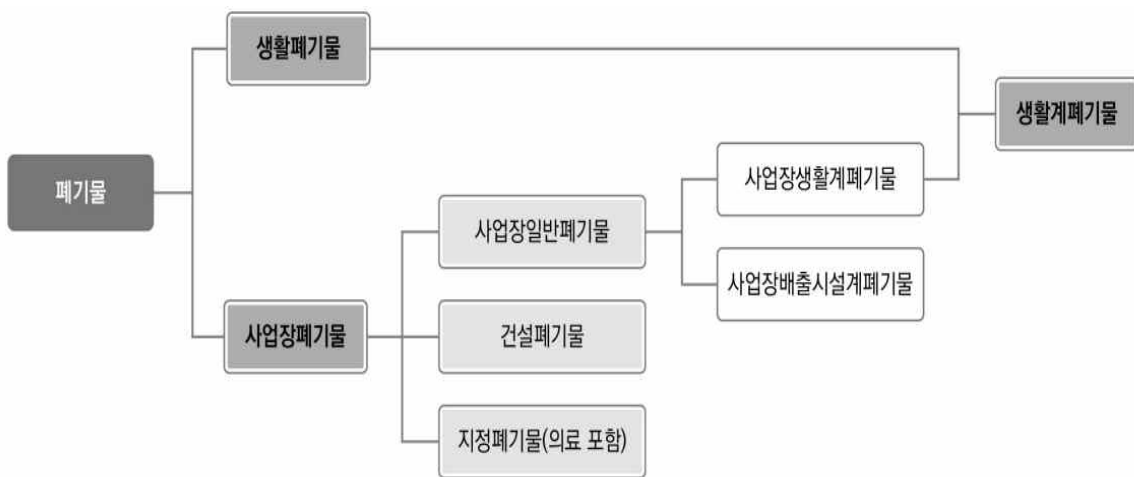 생활폐기물
생활계폐기물
폐기물
사업장생활계폐기물
사업장일반폐기물
사업장배출시설계폐기물
사업장폐기물
건설폐기물
지정폐기물(의료 포함)